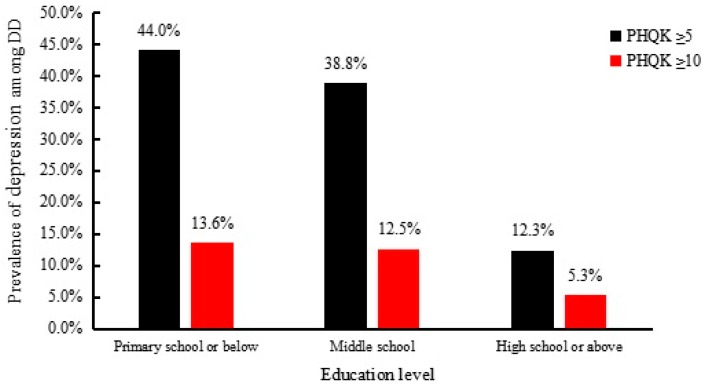 Prevalence of depression among DD
50.0%
45.0%
40.0%
35.0%
30.0%
25.0%
20.0%
15.0%
10.0%
5.0%
0.0%
44.0%
13.6%
38.8%
12.5%
12.3%
5.3%
PHQK ≥5
PHQK ≥10
Primary school or below
Middle school
High school or above
Education level